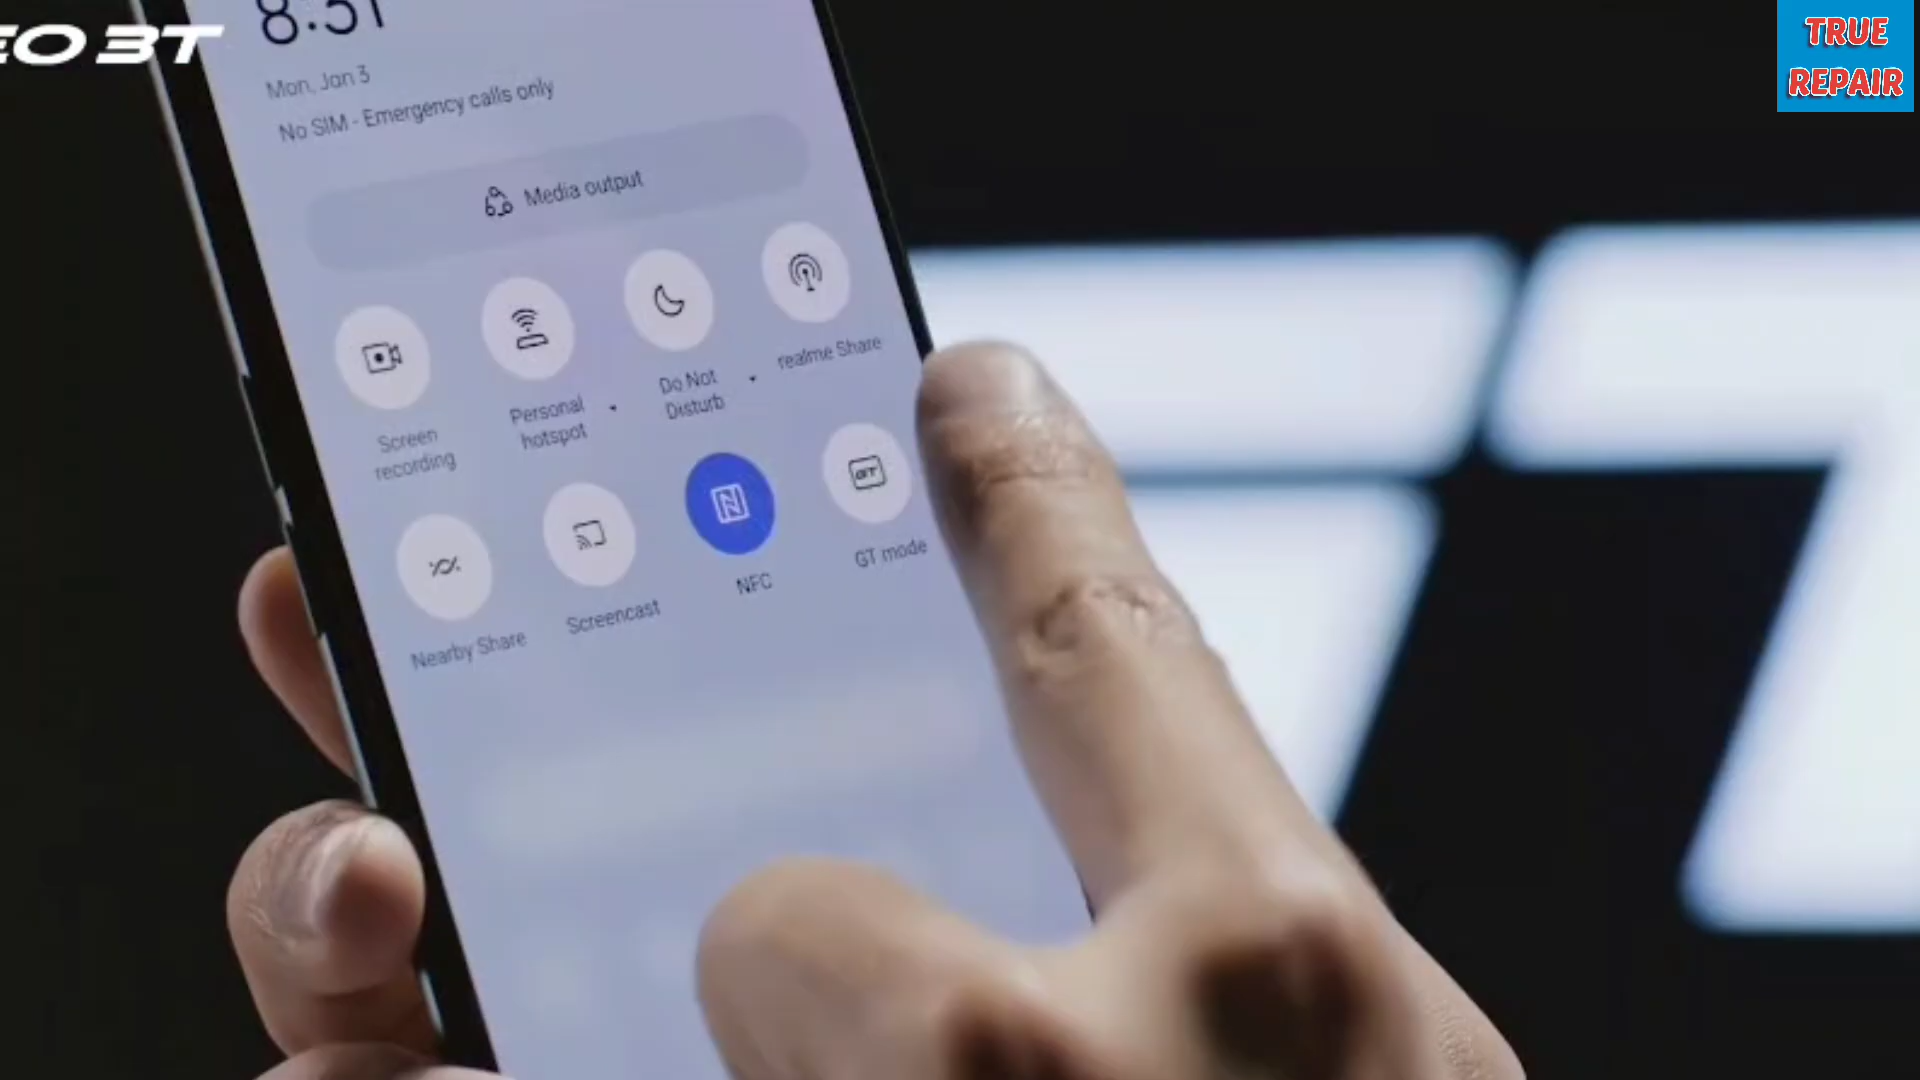 EO 3T
TRUE
REPAIR
8:51
Mon, Jan 3
No SIM - Emergency calls only
Media output
Screen
recording
Personal
hotspot
Do Not
Disturb
realme Share
Nearby Share
Screencast
NFC
GT mode
GT